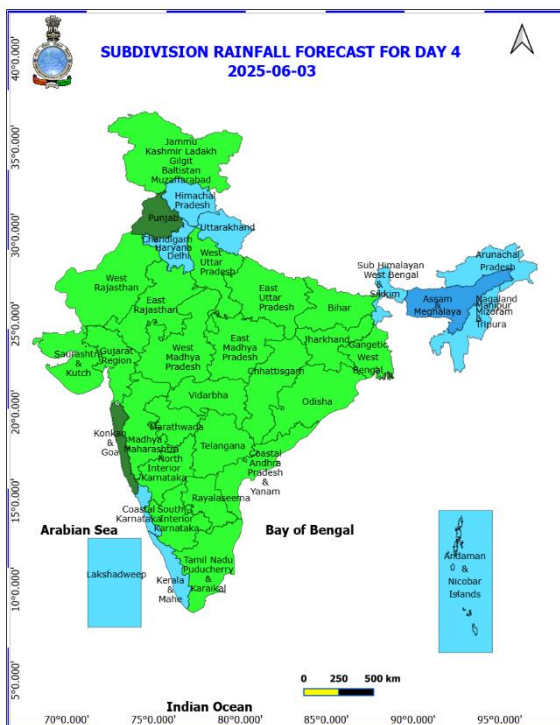 SUBDIVISION RAINFALL FORECAST FOR DAY 4
2025-06-03
40°0.000'
35°0.000'
30°0.000'
25°0.000'
20°0.000'
15°0.000'
10°0.000'
5°0.000'
Jammu
Kashmir Ladakh
Gilgit
Baltistan
Muzaffarabad
Himachal
Pradesh
Punjab
Uttarakhand
Chandigarh
Haryana
Delhi
West
Uttar
Pradesh
West
Rajasthan
East
Rajasthan
East
Uttar
Pradesh
Bihar
Sub Himalayan
West Bengal
&
Sikkim
Arunachal
Pradesh
Assam
&
Meghalaya
Nagaland
Manipur
Mizoram
&
Tripura
Saurashtra
&
Kutch
Gujarat
Region
West
Madhya
Pradesh
East
Madhya
Pradesh
Jharkhand
Gangetic
West
Bengal
Chhattisgarh
Vidarbha
Odisha
Konkan
&
Goa
Marathwada
Madhya
Maharashtra
North
Interior
Karnataka
Telangana
Coastal
Andhra
Pradesh
&
Yanam
Rayalaseema
Coastal
Karnataka
South
Interior
Karnataka
Arabian Sea
Bay of Bengal
Lakshadweep
Kerala
&
Mahe
Tamil Nadu
Puducherry
&
Karaikal
Andaman
&
Nicobar
Islands
0 250 500 km
Indian Ocean
70°0.000' 75°0.000' 80°0.000' 85°0.000' 90°0.000' 95°0.000'